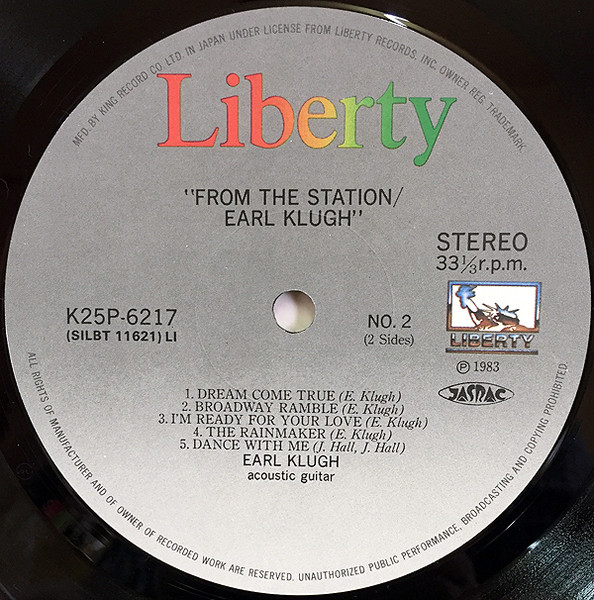 MFD. BY KING RECORD CO. LTD. IN JAPAN UNDER LICENSE FROM LIBERTY RECORDS, INC. OWNER REG. TRADEMARK.
Liberty
"FROM THE STATION/
EARL KLUGH"
STEREO
33 1/3 r.p.m.
K25P-6217
(SILBT 11621) LI
NO. 2
(2 Sides)
LIBERTY
Ⓟ 1983
JASRAC
1. DREAM COME TRUE (E. Klugh)
2. BROADWAY RAMBLE (E. Klugh)
3. I'M READY FOR YOUR LOVE (E. Klugh)
4. THE RAINMAKER (E. Klugh)
5. DANCE WITH ME (J. Hall, J. Hall)
EARL KLUGH
acoustic guitar
ALL RIGHTS OF MANUFACTURER AND OF OWNER OF RECORDED WORK ARE RESERVED. UNAUTHORIZED PUBLIC PERFORMANCE, BROADCASTING AND COPYING PROHIBITED.